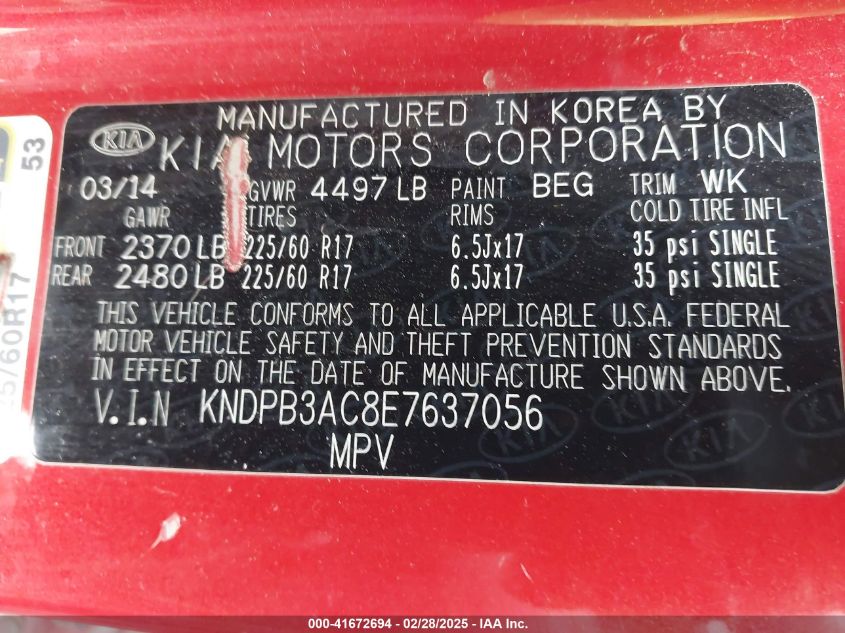 MANUFACTURED IN KOREA BY
KIA KIA MOTORS CORPORATION
03/14 GVWR 4497 LB PAINT BEG TRIM WK
GAWR TIRES RIMS COLD TIRE INFL
FRONT 2370 LB 225/60 R17 6.5Jx17 35 psi SINGLE
REAR 2480 LB 225/60 R17 6.5Jx17 35 psi SINGLE
THIS VEHICLE CONFORMS TO ALL APPLICABLE U.S.A. FEDERAL
MOTOR VEHICLE SAFETY AND THEFT PREVENTION STANDARDS
IN EFFECT ON THE DATE OF MANUFACTURE SHOWN ABOVE.
V.I.N KNDPB3AC8E7637056
MPV
53
5/60R17
000-41672694 - 02/28/2025 - IAA Inc.